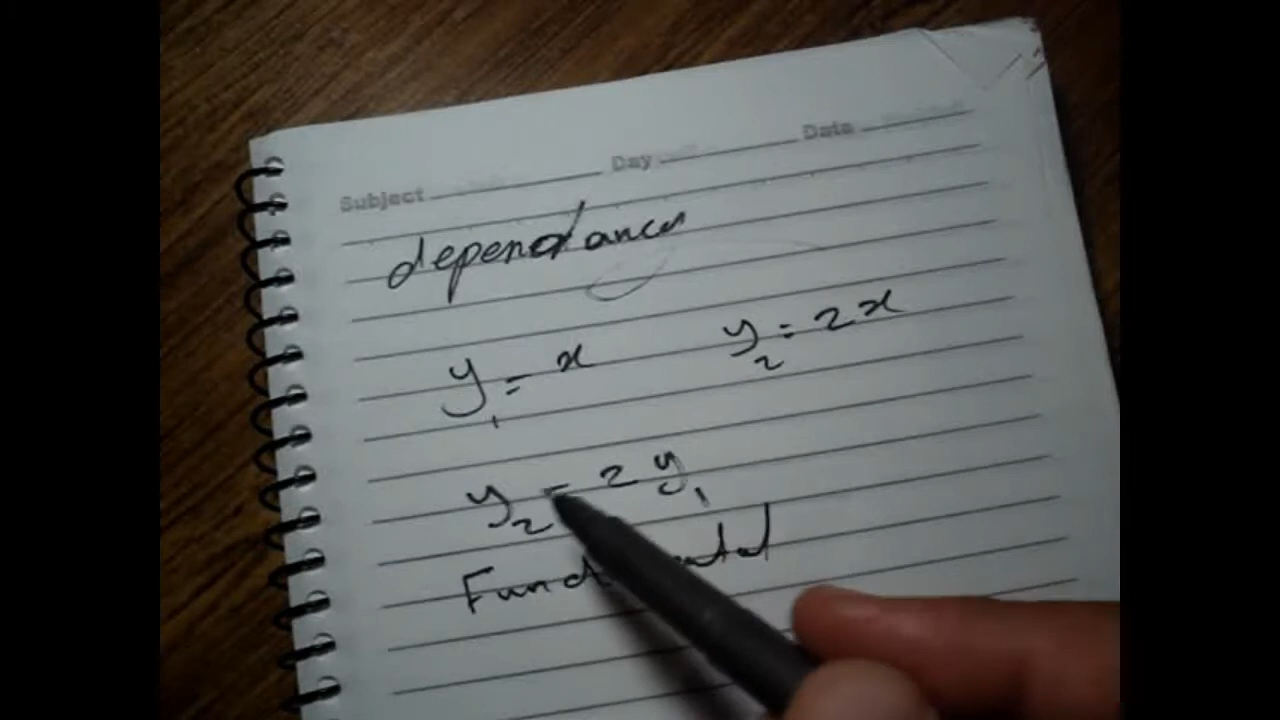 Subject Day Date
dependance
y₁ = x y₂ = 2x
y₂ = 2y₁